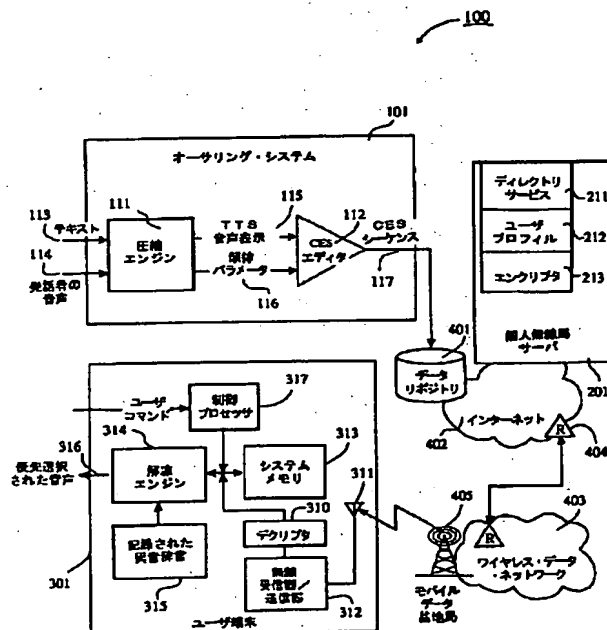 100
101
オーサリング・システム
113
テキスト
114
発話者の
音声
111
圧縮
エンジン
TTS
音声表示
115
韻律
パラメータ
116
112
CES
エディタ
CES
シーケンス
117
ディレクトリ
サービス
211
ユーザ
プロフィル
212
エンクリプタ
213
個人無線局
サーバ
201
401
データ
リポジトリ
インターネット
402
R
404
ユーザ
コマンド
制御
プロセッサ
317
314
316
優先選択
された音声
解凍
エンジン
システム
メモリ
313
311
310
デクリプタ
記録された
音辞書
315
無線
受信器/
送信器
312
301
ユーザ端末
405
モバイル
データ
基地局
R
403
ワイヤレス・データ・
ネットワーク